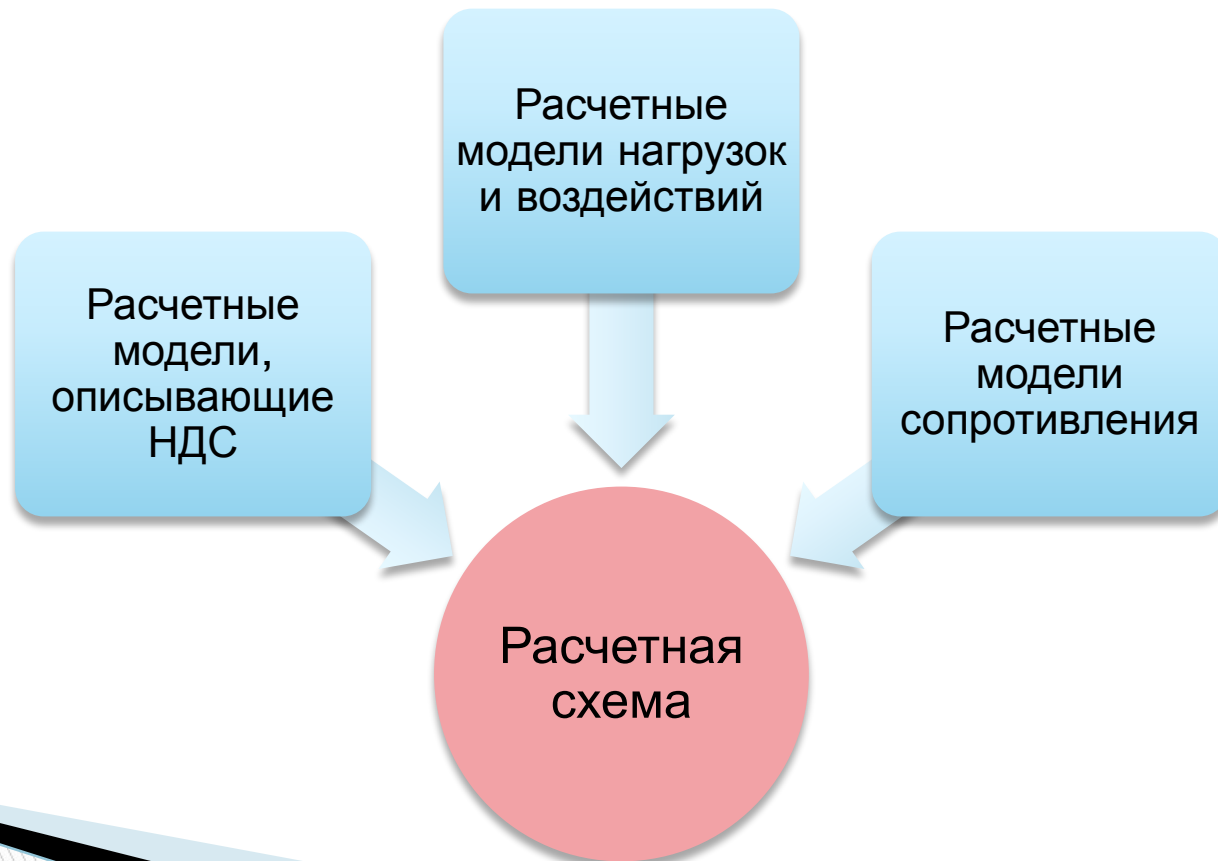 Расчетные
модели нагрузок
и воздействий
Расчетные
модели,
описывающие
НДС
Расчетные
модели
сопротивления
Расчетная
схема